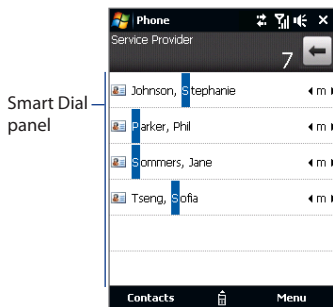 Phone
Service Provider
7
Smart Dial panel
Johnson, Stephanie m
Parker, Phil m
Sommers, Jane m
Tseng, Sofia m
Contacts Menu